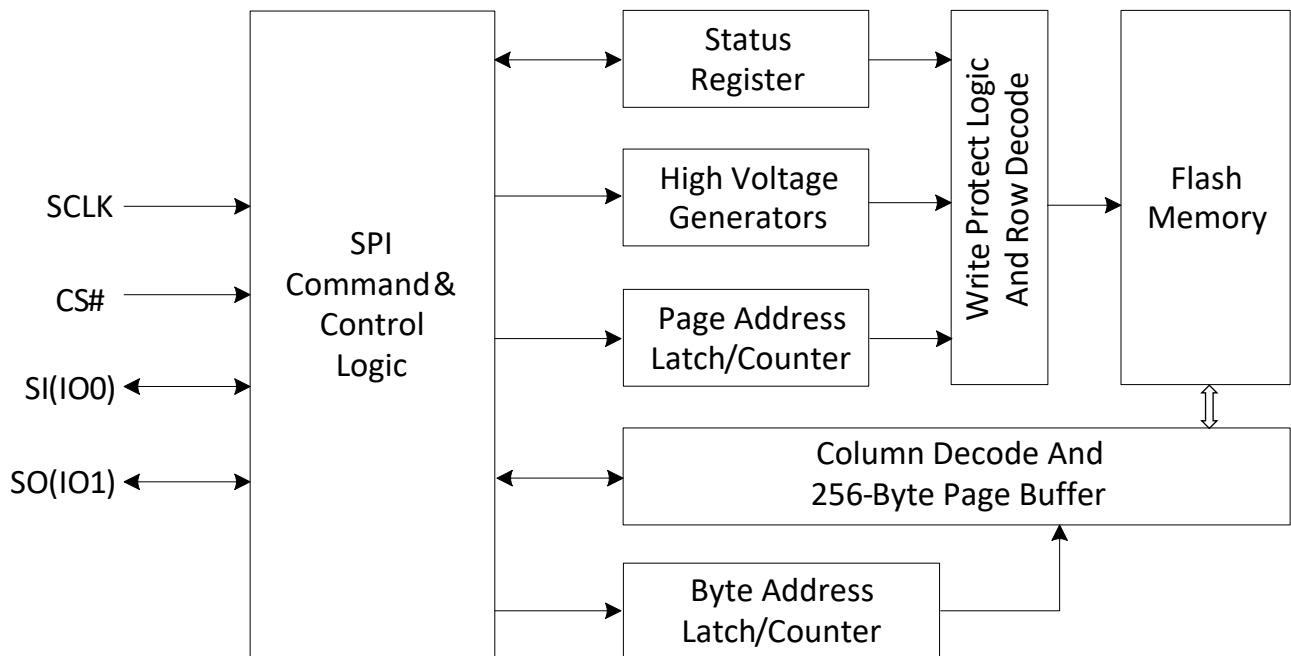 SCLK
CS#
SI(IO0)
SO(IO1)
SPI
Command&
Control
Logic
Status
Register
High Voltage
Generators
Page Address
Latch/Counter
Write Protect Logic
And Row Decode
Flash
Memory
Column Decode And
256-Byte Page Buffer
Byte Address
Latch/Counter